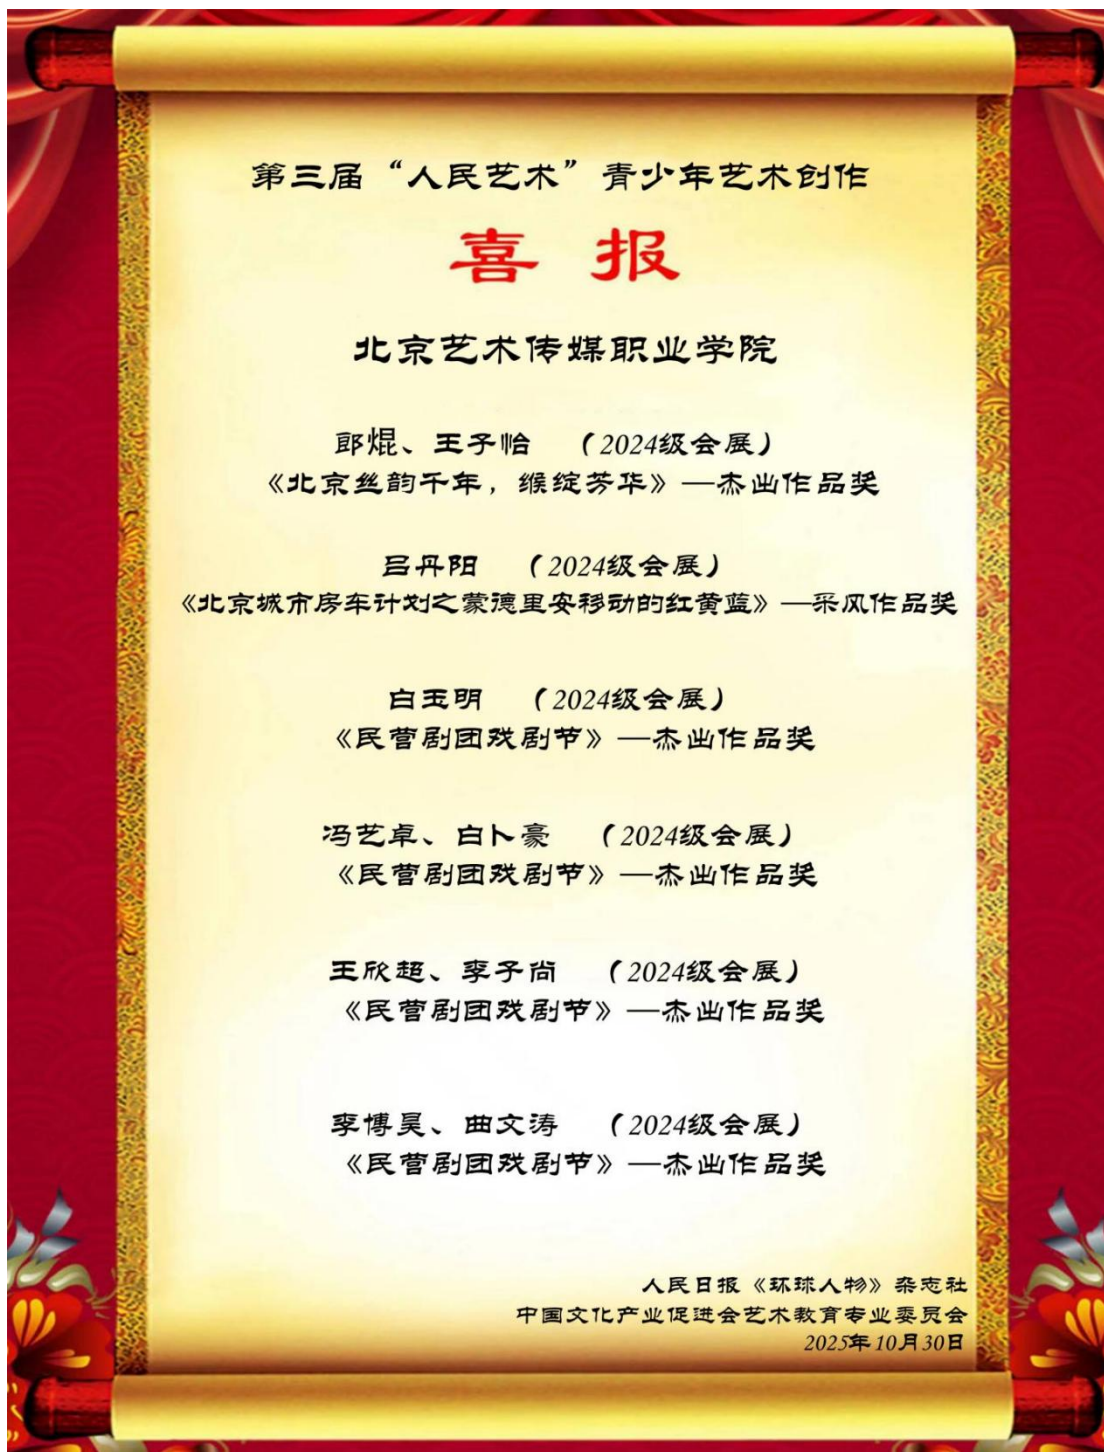 第三届“人民艺术”青少年艺术创作
喜 报
北京艺术传媒职业学院
郎焜、王子怡 （2024级会展）
《北京丝韵千年，缑绽芳华》—杰出作品奖
吕丹阳 （2024级会展）
《北京城市房车计划之蒙德里安移动的红黄蓝》—采风作品奖
白玉明 （2024级会展）
《民营剧团戏剧节》—杰出作品奖
冯艺卓、白卜豪 （2024级会展）
《民营剧团戏剧节》—杰出作品奖
王欣超、李子尚 （2024级会展）
《民营剧团戏剧节》—杰出作品奖
李博昊、曲文涛 （2024级会展）
《民营剧团戏剧节》—杰出作品奖
人民日报《环球人物》杂志社
中国文化产业促进会艺术教育专业委员会
2025年10月30日